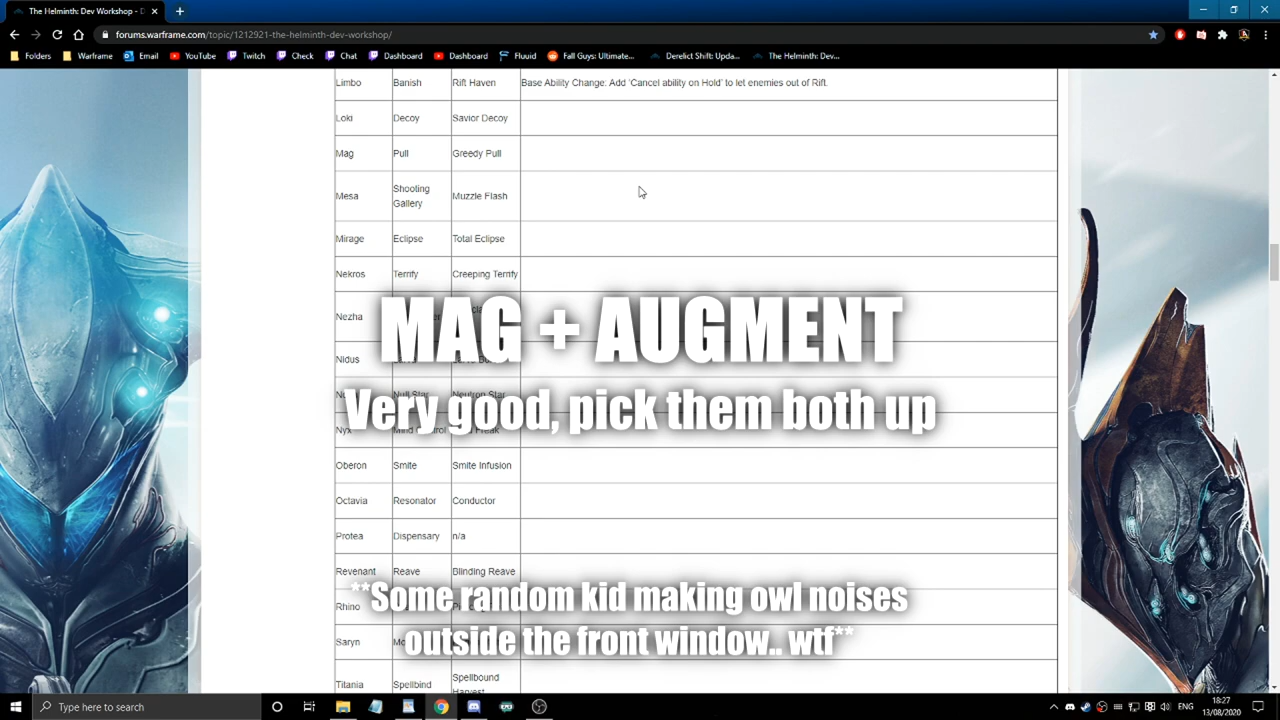 The Helminth: Dev Workshop - D
forums.warframe.com/topic/1212921-the-helminth-dev-workshop/
Folders Warframe Email YouTube Twitch Check Chat Dashboard Dashboard Fluuid Fall Guys: Ultimate... Derelict Shift: Upda... The Helminth: Dev...
Limbo Banish Rift Haven Base Ability Change: Add 'Cancel ability on Hold' to let enemies out of Rift.
Loki Decoy Savior Decoy
Mag Pull Greedy Pull
Mesa Shooting Gallery Muzzle Flash
Mirage Eclipse Total Eclipse
Nekros Terrify Creeping Terrify
Nezha
MAG + AUGMENT
Nidus
Very good, pick them both up
Nyx Mind Control
Oberon Smite Smite Infusion
Octavia Resonator Conductor
Protea Dispensary n/a
Revenant Reave Blinding Reave
**Some random kid making owl noises
Rhino
outside the front window.. wtf**
Saryn
Titania Spellbind Spellbound Harvest
Type here to search
ENG
18:27
13/08/2020